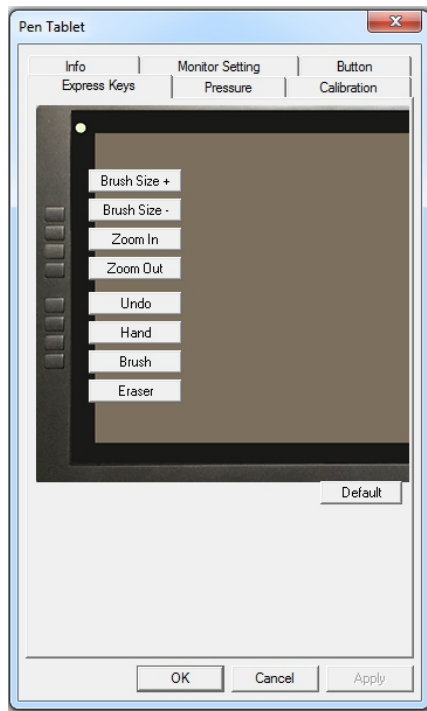 Pen Tablet
Info Monitor Setting Button
Express Keys Pressure Calibration
Brush Size +
Brush Size -
Zoom In
Zoom Out
Undo
Hand
Brush
Eraser
Default
OK Cancel Apply